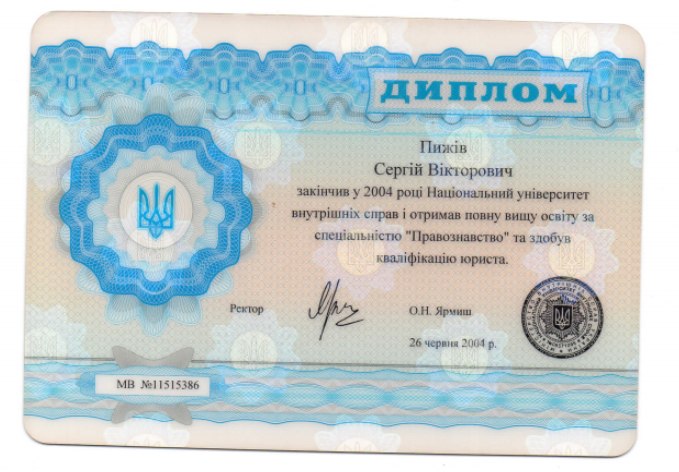 ДИПЛОМ
Пижів
Сергій Вікторович
закінчив у 2004 році Національний університет
внутрішніх справ і отримав повну вищу освіту за
спеціальністю "Правознавство" та здобув
кваліфікацію юриста.
Ректор О.Н. Ярмиш
26 червня 2004 р.
МВ №11515386